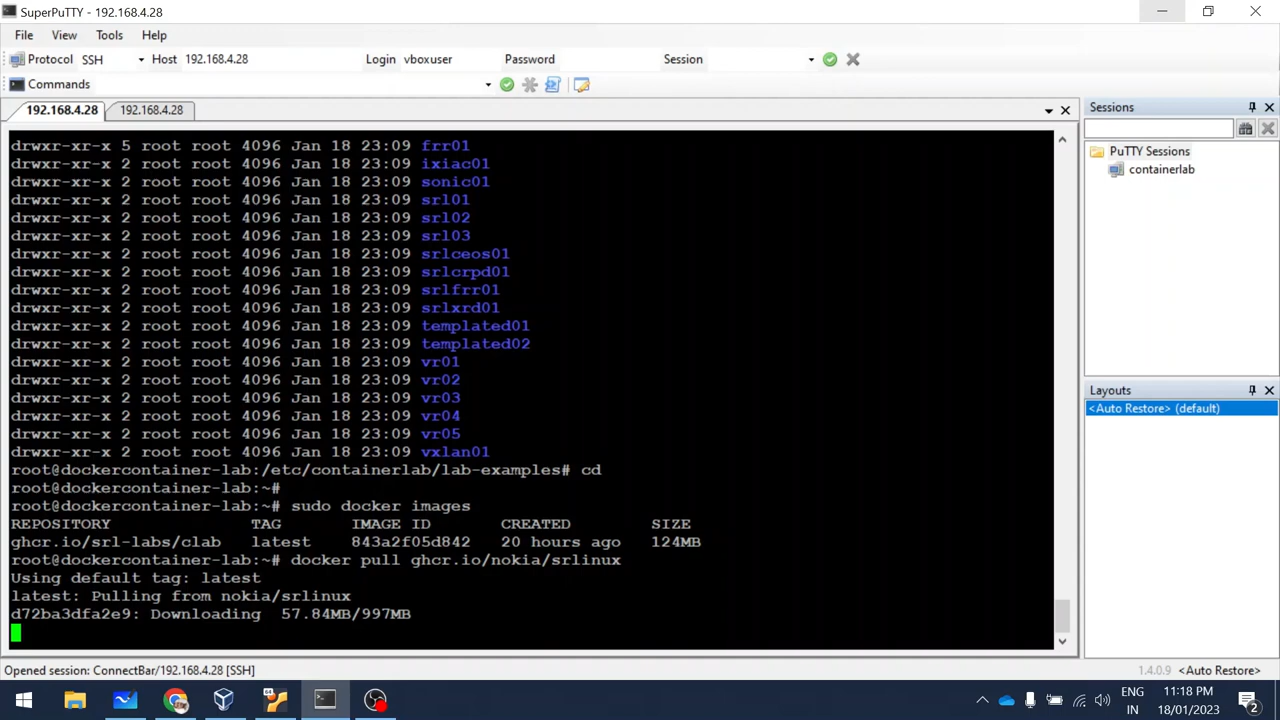 SuperPuTTY - 192.168.4.28
File View Tools Help
Protocol SSH Host 192.168.4.28 Login vboxuser Password Session
Commands
192.168.4.28 192.168.4.28
Sessions
PuTTY Sessions
containerlab
drwxr-xr-x 5 root root 4096 Jan 18 23:09 frr01
drwxr-xr-x 2 root root 4096 Jan 18 23:09 ixiac01
drwxr-xr-x 2 root root 4096 Jan 18 23:09 sonic01
drwxr-xr-x 2 root root 4096 Jan 18 23:09 srl01
drwxr-xr-x 2 root root 4096 Jan 18 23:09 srl02
drwxr-xr-x 2 root root 4096 Jan 18 23:09 srl03
drwxr-xr-x 2 root root 4096 Jan 18 23:09 srlceos01
drwxr-xr-x 2 root root 4096 Jan 18 23:09 srlcrpd01
drwxr-xr-x 2 root root 4096 Jan 18 23:09 srlfrr01
drwxr-xr-x 2 root root 4096 Jan 18 23:09 srlxrd01
drwxr-xr-x 2 root root 4096 Jan 18 23:09 templated01
drwxr-xr-x 2 root root 4096 Jan 18 23:09 templated02
drwxr-xr-x 2 root root 4096 Jan 18 23:09 vr01
drwxr-xr-x 2 root root 4096 Jan 18 23:09 vr02
drwxr-xr-x 2 root root 4096 Jan 18 23:09 vr03
drwxr-xr-x 2 root root 4096 Jan 18 23:09 vr04
drwxr-xr-x 2 root root 4096 Jan 18 23:09 vr05
drwxr-xr-x 2 root root 4096 Jan 18 23:09 vxlan01
root@dockercontainer-lab:/etc/containerlab/lab-examples# cd
root@dockercontainer-lab:~#
root@dockercontainer-lab:~# sudo docker images
REPOSITORY TAG IMAGE ID CREATED SIZE
ghcr.io/srl-labs/clab latest 843a2f05d842 20 hours ago 124MB
root@dockercontainer-lab:~# docker pull ghcr.io/nokia/srlinux
Using default tag: latest
latest: Pulling from nokia/srlinux
d72ba3dfa2e9: Downloading 57.84MB/997MB
Layouts
<Auto Restore> (default)
Opened session: ConnectBar/192.168.4.28 [SSH] 1.4.0.9 <Auto Restore>
ENG
IN
11:18 PM
18/01/2023
2